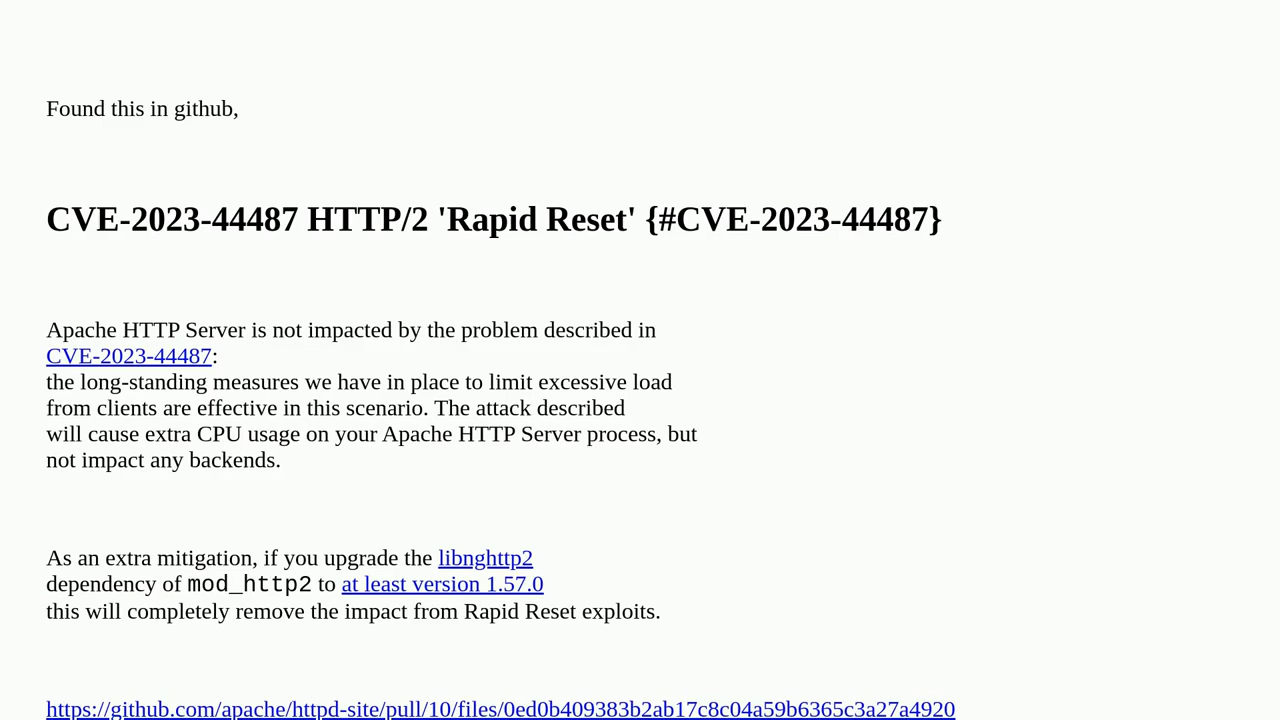 Found this in github,
CVE-2023-44487 HTTP/2 'Rapid Reset' {#CVE-2023-44487}
Apache HTTP Server is not impacted by the problem described in
CVE-2023-44487:
the long-standing measures we have in place to limit excessive load
from clients are effective in this scenario. The attack described
will cause extra CPU usage on your Apache HTTP Server process, but
not impact any backends.
As an extra mitigation, if you upgrade the libnghttp2
dependency of mod_http2 to at least version 1.57.0
this will completely remove the impact from Rapid Reset exploits.
https://github.com/apache/httpd-site/pull/10/files/0ed0b409383b2ab17c8c04a59b6365c3a27a4920